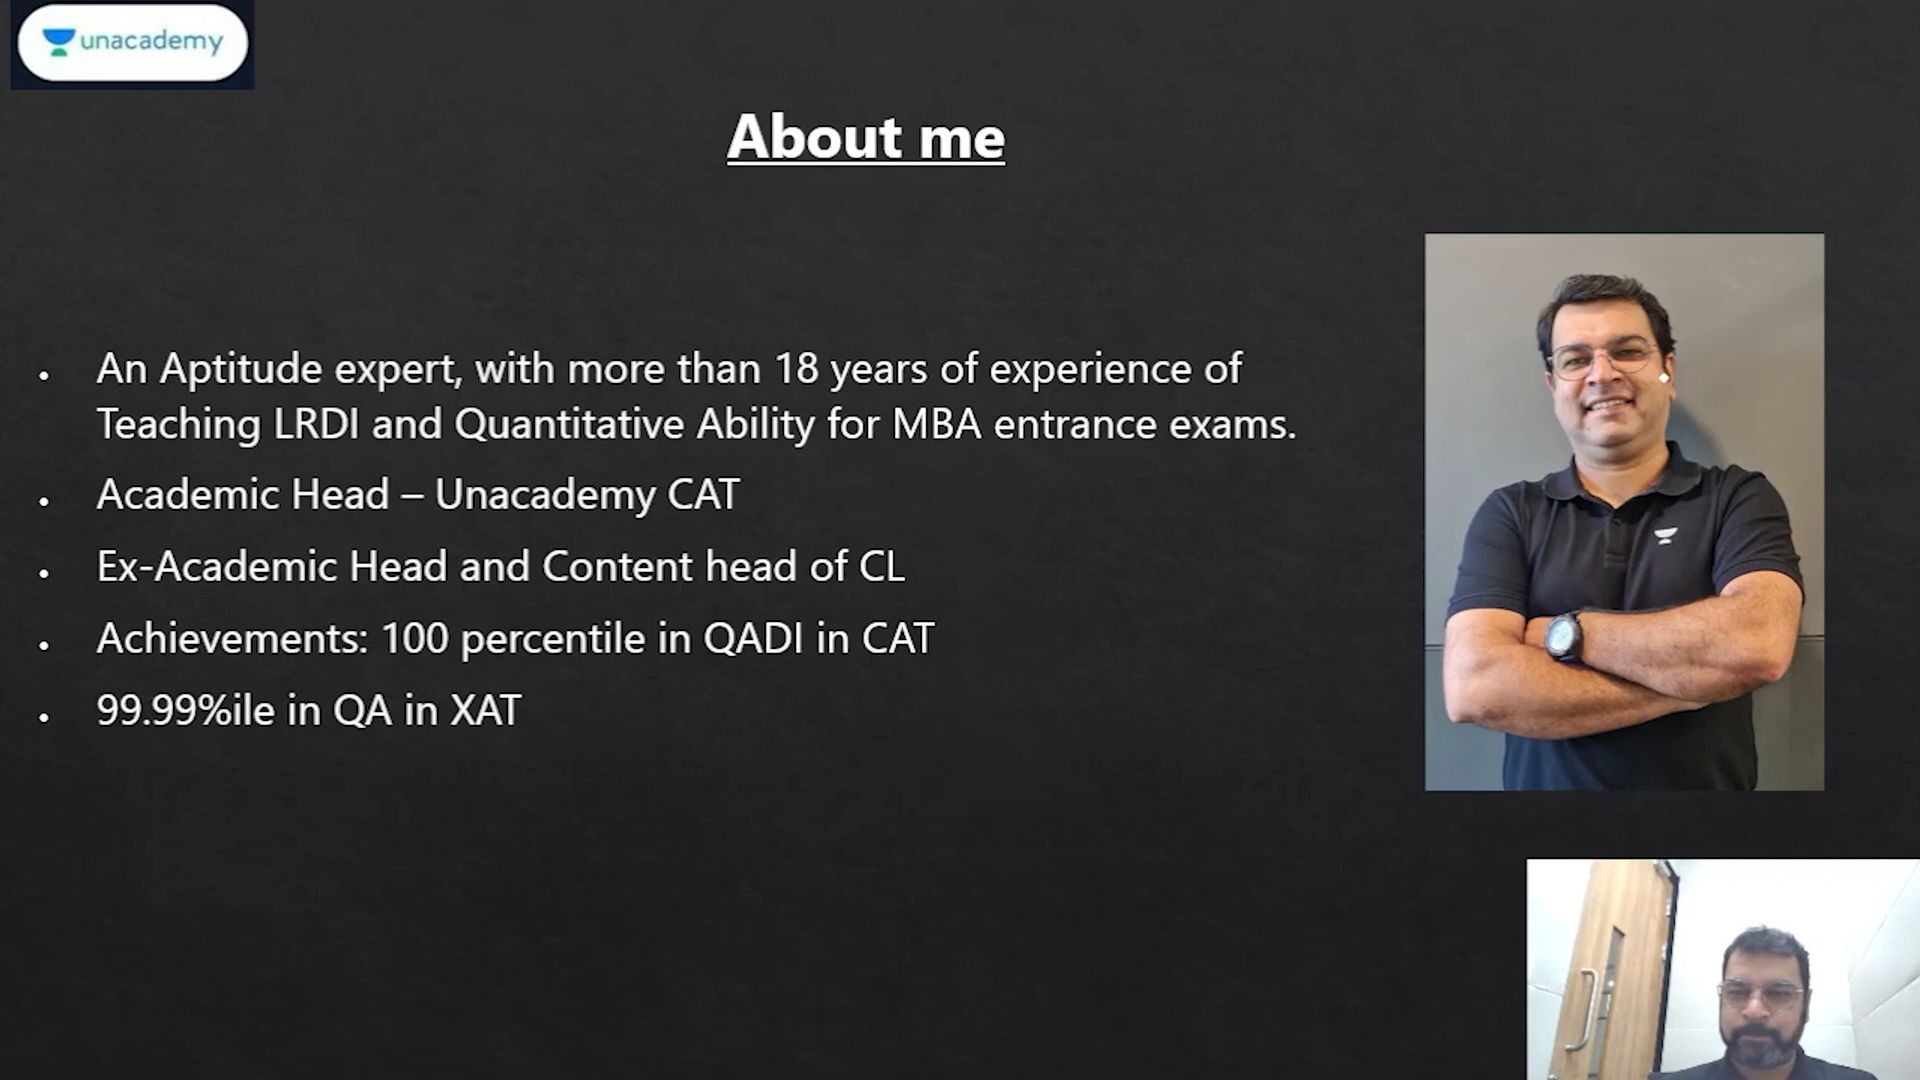 unacademy
About me
An Aptitude expert, with more than 18 years of experience of
Teaching LRDI and Quantitative Ability for MBA entrance exams.
Academic Head – Unacademy CAT
Ex-Academic Head and Content head of CL
Achievements: 100 percentile in QADI in CAT
99.99%ile in QA in XAT